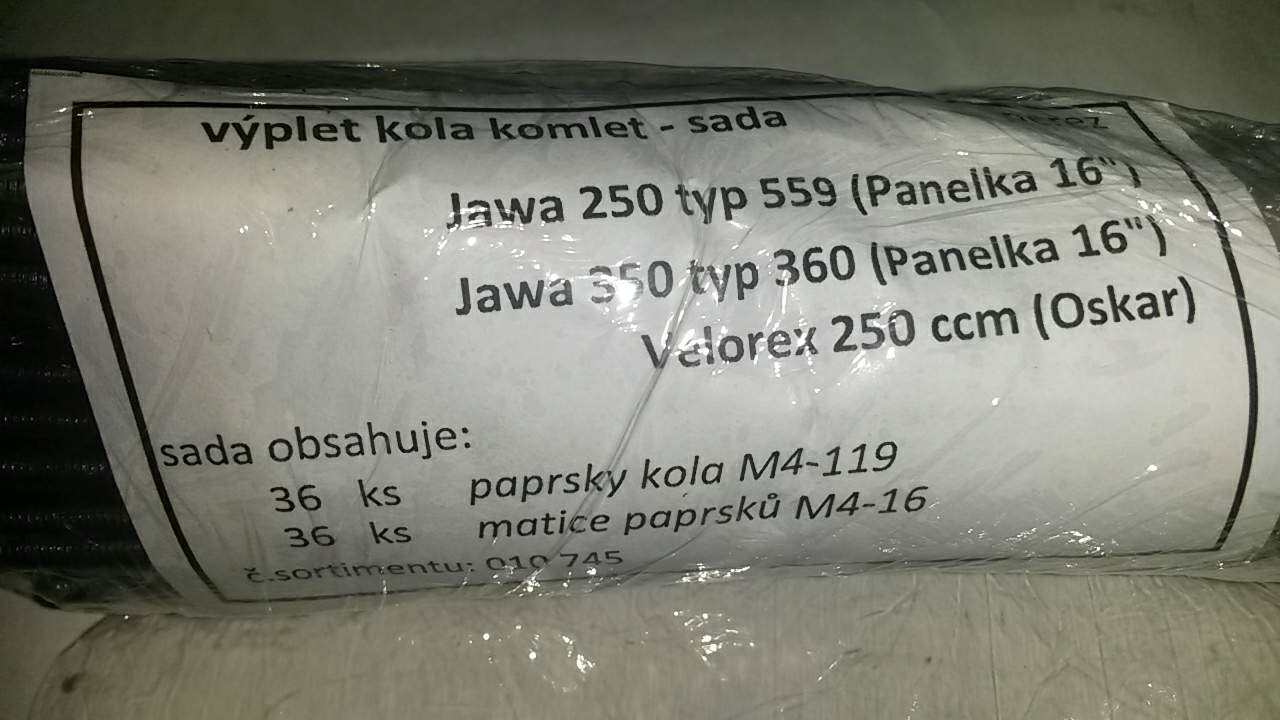 výplet kola komlet - sada nerez
Jawa 250 typ 559 (Panelka 16")
Jawa 350 typ 360 (Panelka 16")
Velorex 250 ccm (Oskar)
sada obsahuje:
36 ks paprsky kola M4-119
36 ks matice paprsků M4-16
č.sortimentu: 010 745